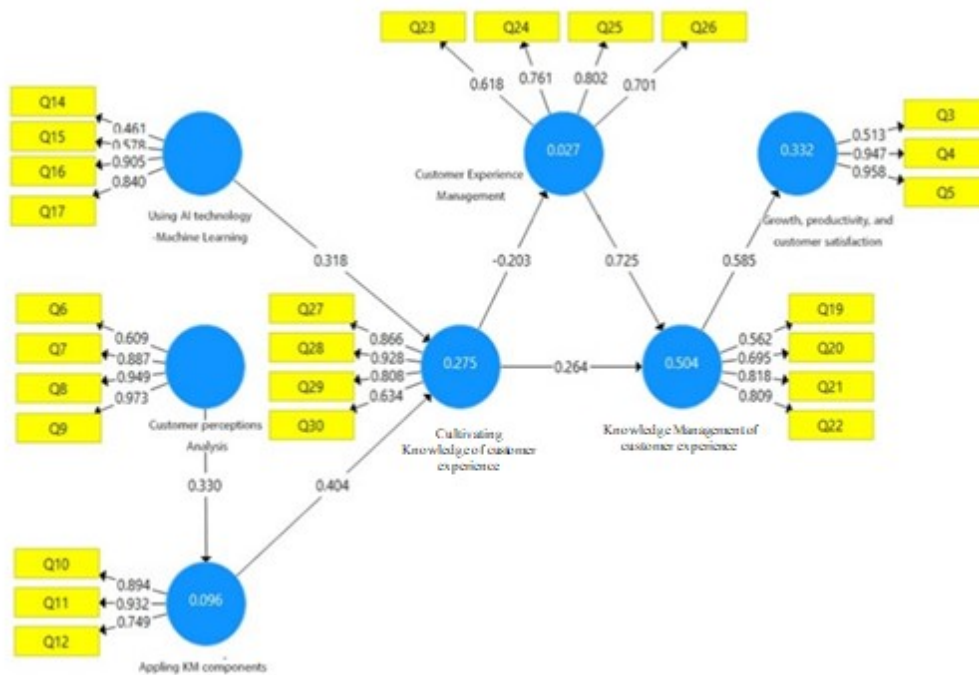 Q23
Q24
Q25
Q26
0.618
0.761
0.802
0.701
Q14
Q15
Q16
Q17
0.461
0.578
0.905
0.840
Using AI technology
-Machine Learning
0.027
Customer Experience
Management
0.332
Q3
Q4
Q5
0.513
0.947
0.958
Growth, productivity, and
customer satisfaction
0.318
-0.203
0.725
0.585
Q6
Q7
Q8
Q9
0.609
0.887
0.949
0.973
Customer perceptions
Analysis
Q27
Q28
Q29
Q30
0.866
0.928
0.808
0.634
0.275
Cultivating
Knowledge of customer
experience
0.264
0.504
Knowledge Management of
customer experience
Q19
Q20
Q21
Q22
0.562
0.695
0.818
0.809
0.330
0.404
Q10
Q11
Q12
0.894
0.932
0.749
0.096
Appling KM components